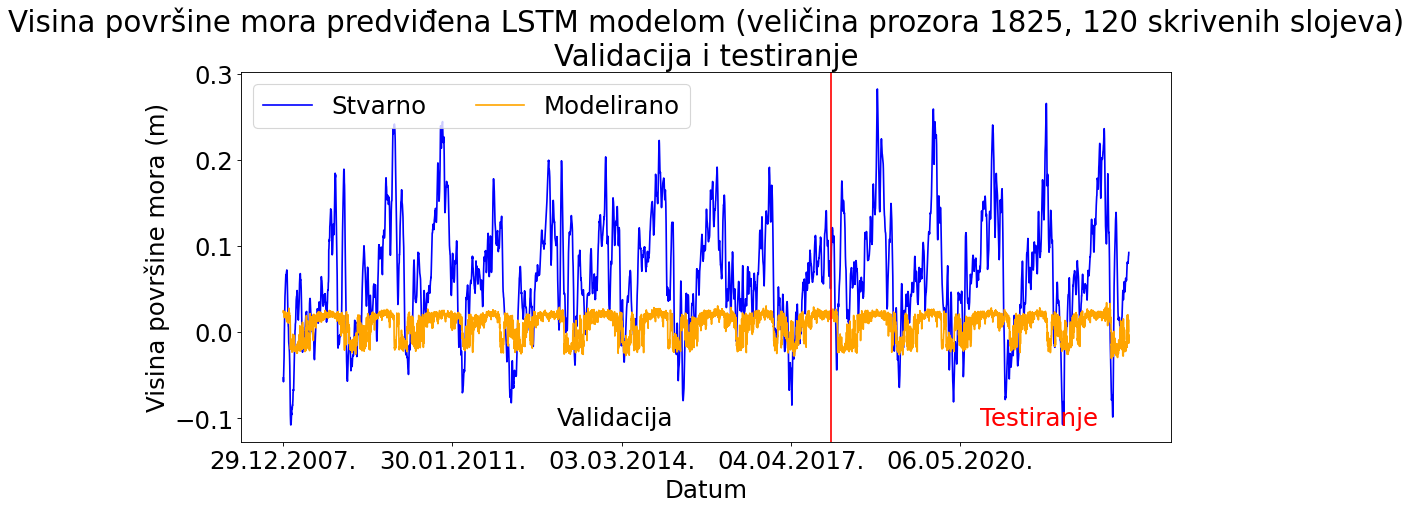 Visina površine mora predviđena LSTM modelom (veličina prozora 1825, 120 skrivenih slojeva)
Validacija i testiranje
Stvarno
Modelirano
Visina površine mora (m)
0.3
0.2
0.1
0.0
−0.1
Validacija
Testiranje
29.12.2007.
30.01.2011.
03.03.2014.
04.04.2017.
06.05.2020.
Datum